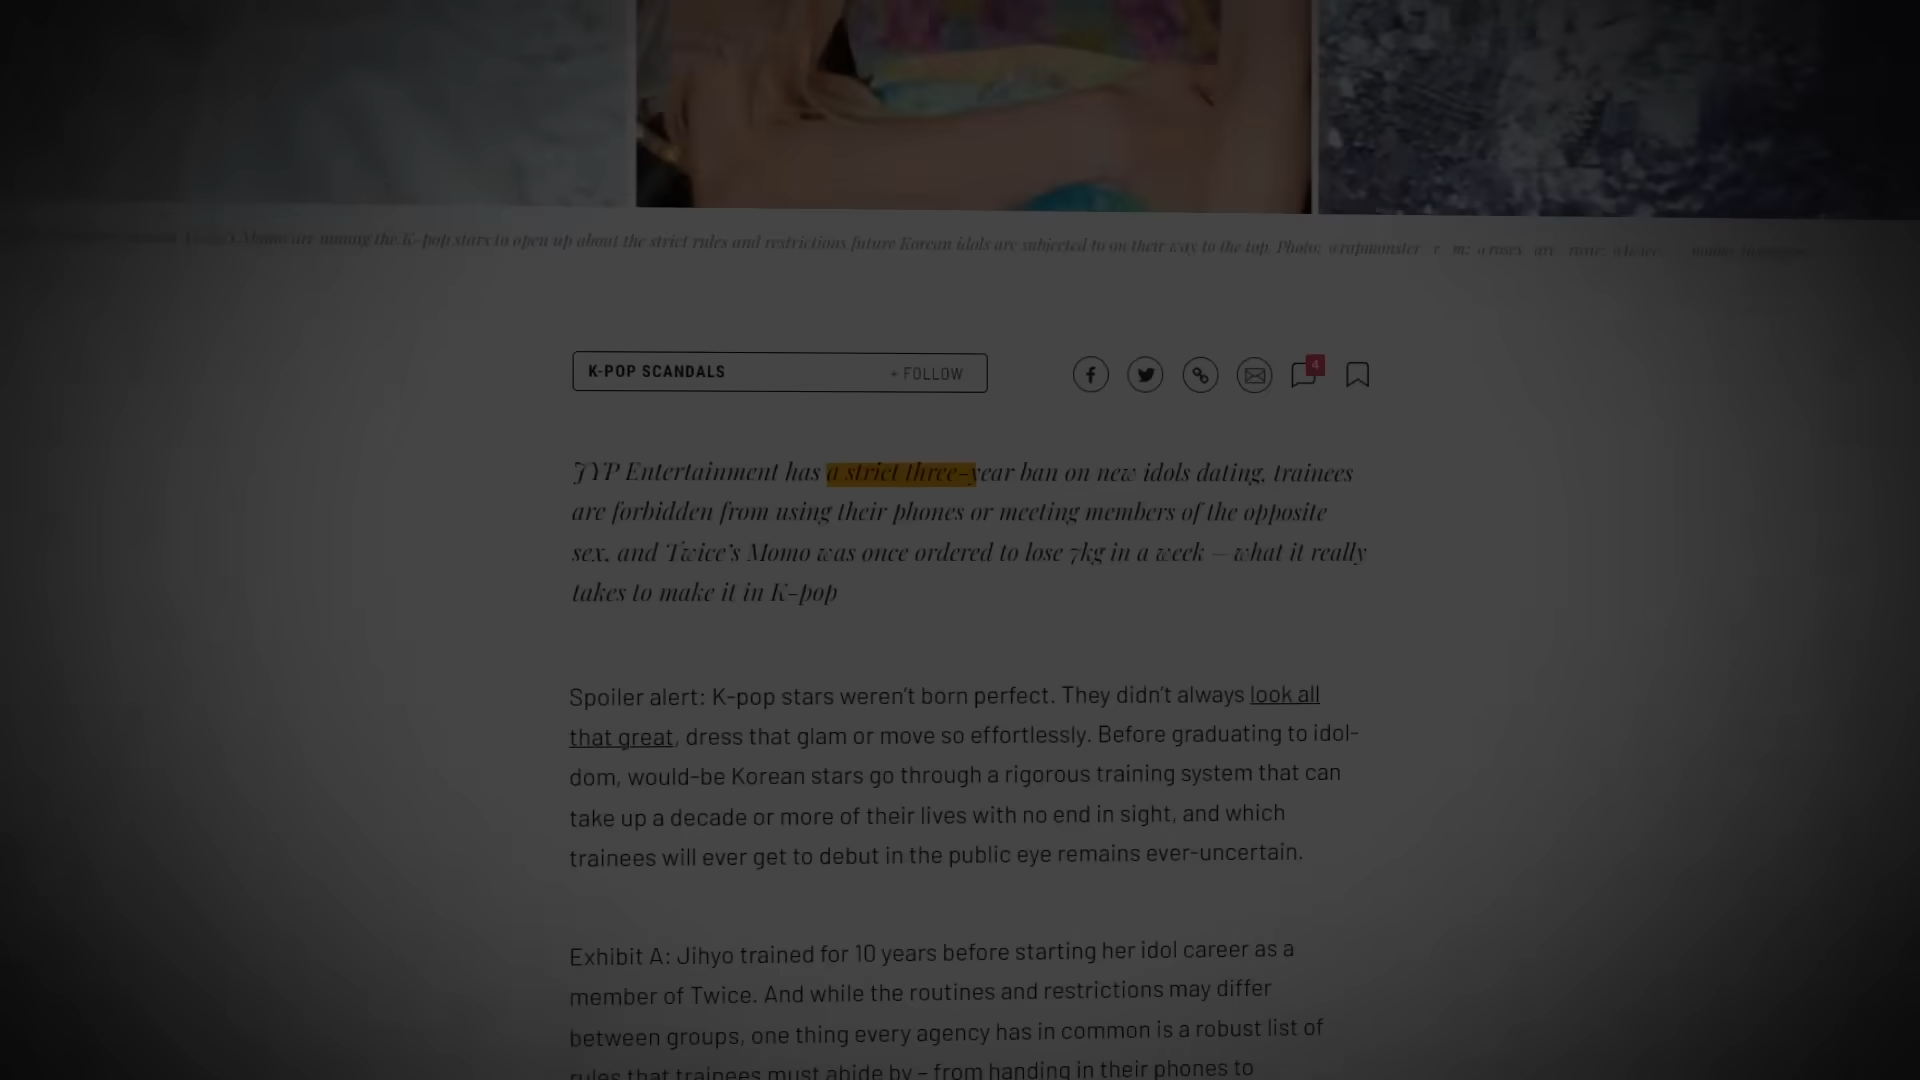 Momo are among the K-pop stars to open up about the strict rules and restrictions future Korean idols are subjected to on their way to the top. Photo: @rapmonster
K-POP SCANDALS
+ FOLLOW
4
JYP Entertainment has a strict three-year ban on new idols dating, trainees
are forbidden from using their phones or meeting members of the opposite
sex, and Twice's Momo was once ordered to lose 7kg in a week – what it really
takes to make it in K-pop
Spoiler alert: K-pop stars weren't born perfect. They didn't always look all
that great, dress that glam or move so effortlessly. Before graduating to idol-
dom, would-be Korean stars go through a rigorous training system that can
take up a decade or more of their lives with no end in sight, and which
trainees will ever get to debut in the public eye remains ever-uncertain.
Exhibit A: Jihyo trained for 10 years before starting her idol career as a
member of Twice. And while the routines and restrictions may differ
between groups, one thing every agency has in common is a robust list of
rules that trainees must abide by – from handing in their phones to